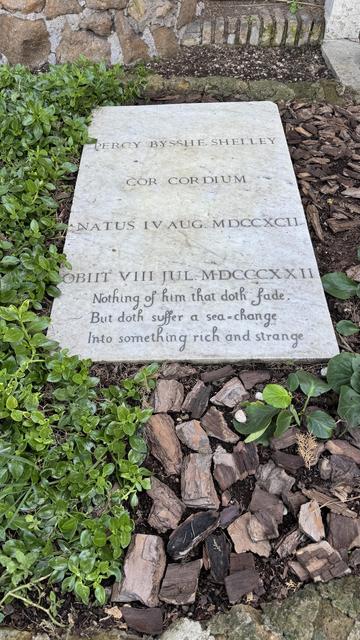 PERCY BYSSHE SHELLEY
COR CORDIUM
NATUS IV AUG. MDCCXCII
OBIIT VIII JUL. MDCCCXXII
Nothing of him that doth fade,
But doth suffer a sea-change
Into something rich and strange